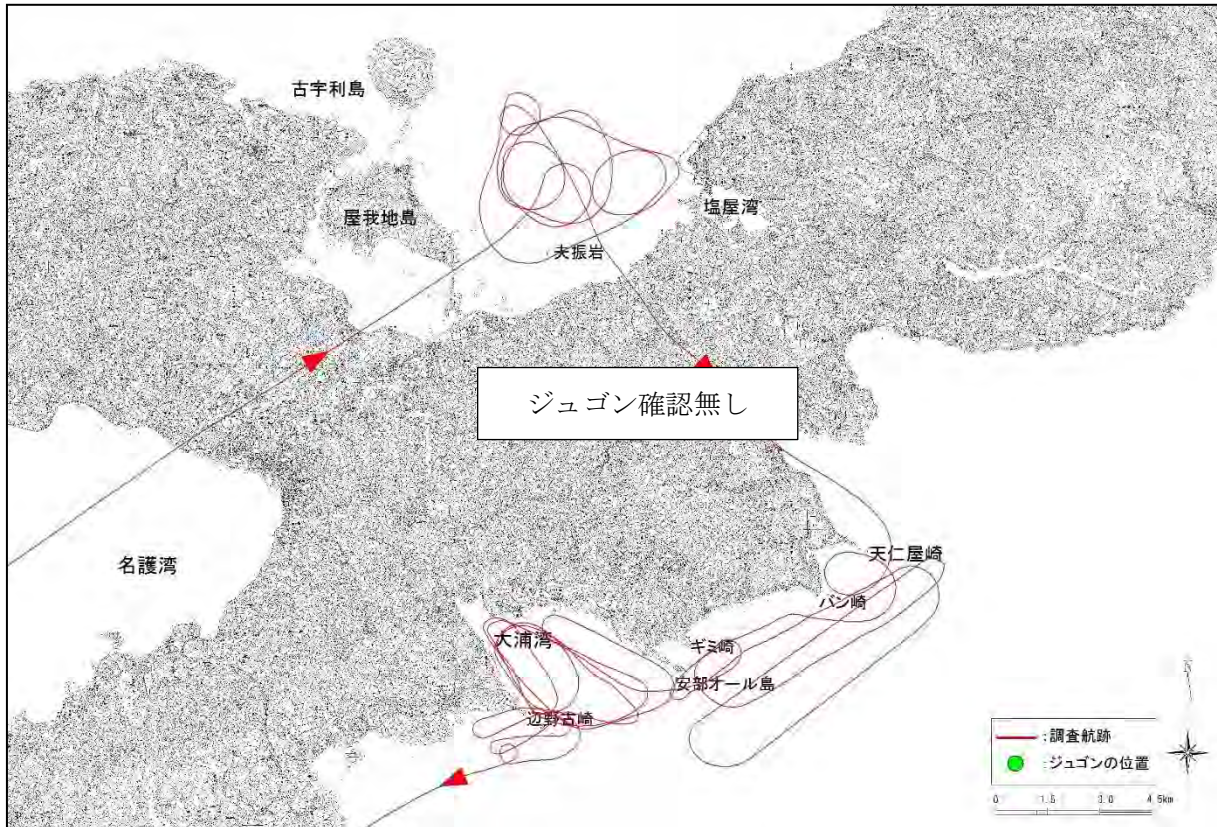 古宇利島
屋我地島
塩屋湾
夫振岩
ジュゴン確認無し
名護湾
天仁屋崎
バン崎
大浦湾
ギミ崎
安部オール島
辺野古崎
N
:調査航跡
:ジュゴンの位置
0 1.5 3.0 4.5km